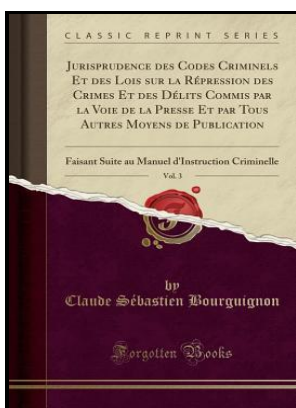 CLASSIC REPRINT SERIES
JURISPRUDENCE DES CODES CRIMINELS
ET DES LOIS SUR LA RÉPRESSION DES
CRIMES ET DES DÉLITS COMMIS PAR
LA VOIE DE LA PRESSE ET PAR TOUS
AUTRES MOYENS DE PUBLICATION
Faisant Suite au Manuel d'Instruction Criminelle
Vol. 3
by
Claude Sébastien Bourguignon
Forgotten Books